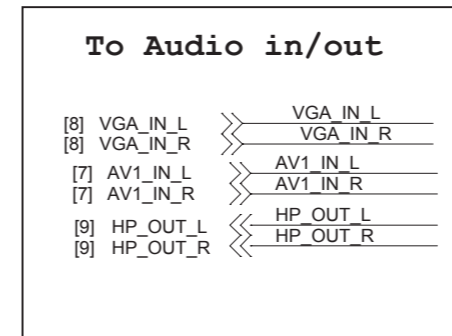 To Audio in/out
[8] VGA_IN_L VGA_IN_L
[8] VGA_IN_R VGA_IN_R
[7] AV1_IN_L AV1_IN_L
[7] AV1_IN_R AV1_IN_R
[9] HP_OUT_L HP_OUT_L
[9] HP_OUT_R HP_OUT_R